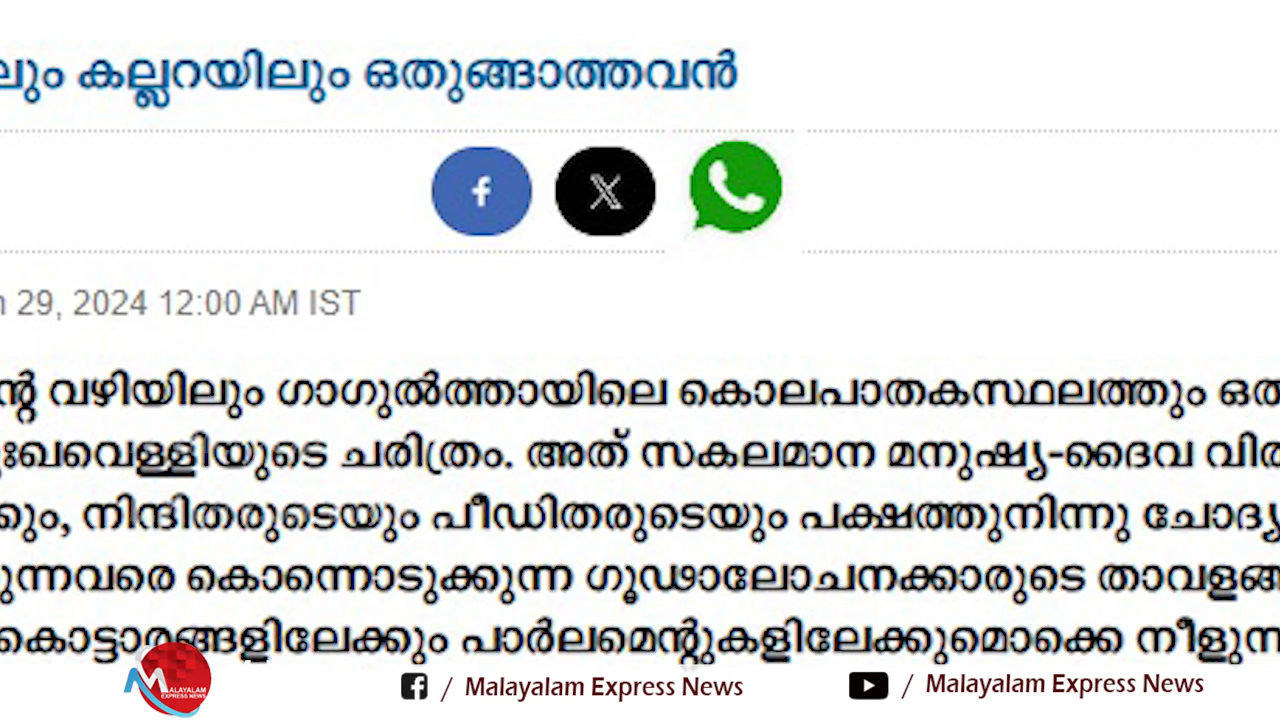 ലും കല്ലറയിലും ഒതുങ്ങാത്തവൻ
f X
29, 2024 12:00 AM IST
ന്റെ വഴിയിലും ഗാഗുൽത്തായിലെ കൊലപാതകസ്ഥലത്തും ഒത
ുഃഖവെള്ളിയുടെ ചരിത്രം. അത് സകലമാന മനുഷ്യ-ദൈവ വി
ക്കും, നിന്ദിതരുടെയും പീഡിതരുടെയും പക്ഷത്തുനിന്നു ചോദ്യ
ുന്നവരെ കൊന്നൊടുക്കുന്ന ഗൂഢാലോചനക്കാരുടെ താവളങ്ങ
കൊട്ടാരങ്ങളിലേക്കും പാർലമെന്റുകളിലേക്കുമൊക്കെ നീളുന്ന
MALAYALAM
EXPRESS NEWS
f / Malayalam Express News
/ Malayalam Express News